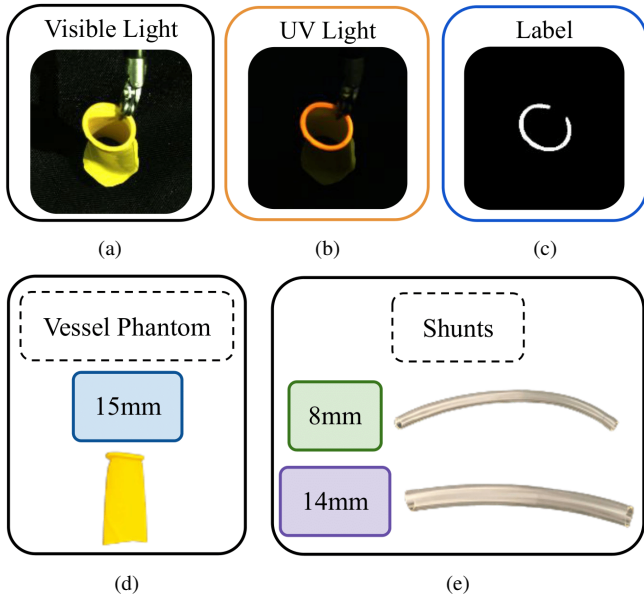 Visible Light
UV Light
Label
(a)
(b)
(c)
Vessel Phantom
15mm
Shunts
8mm
14mm
(d)
(e)